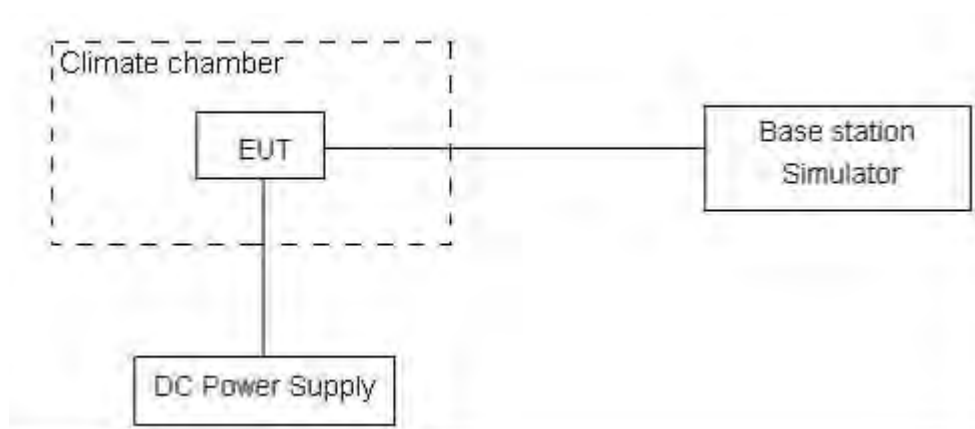 Climate chamber
EUT
Base station
Simulator
DC Power Supply